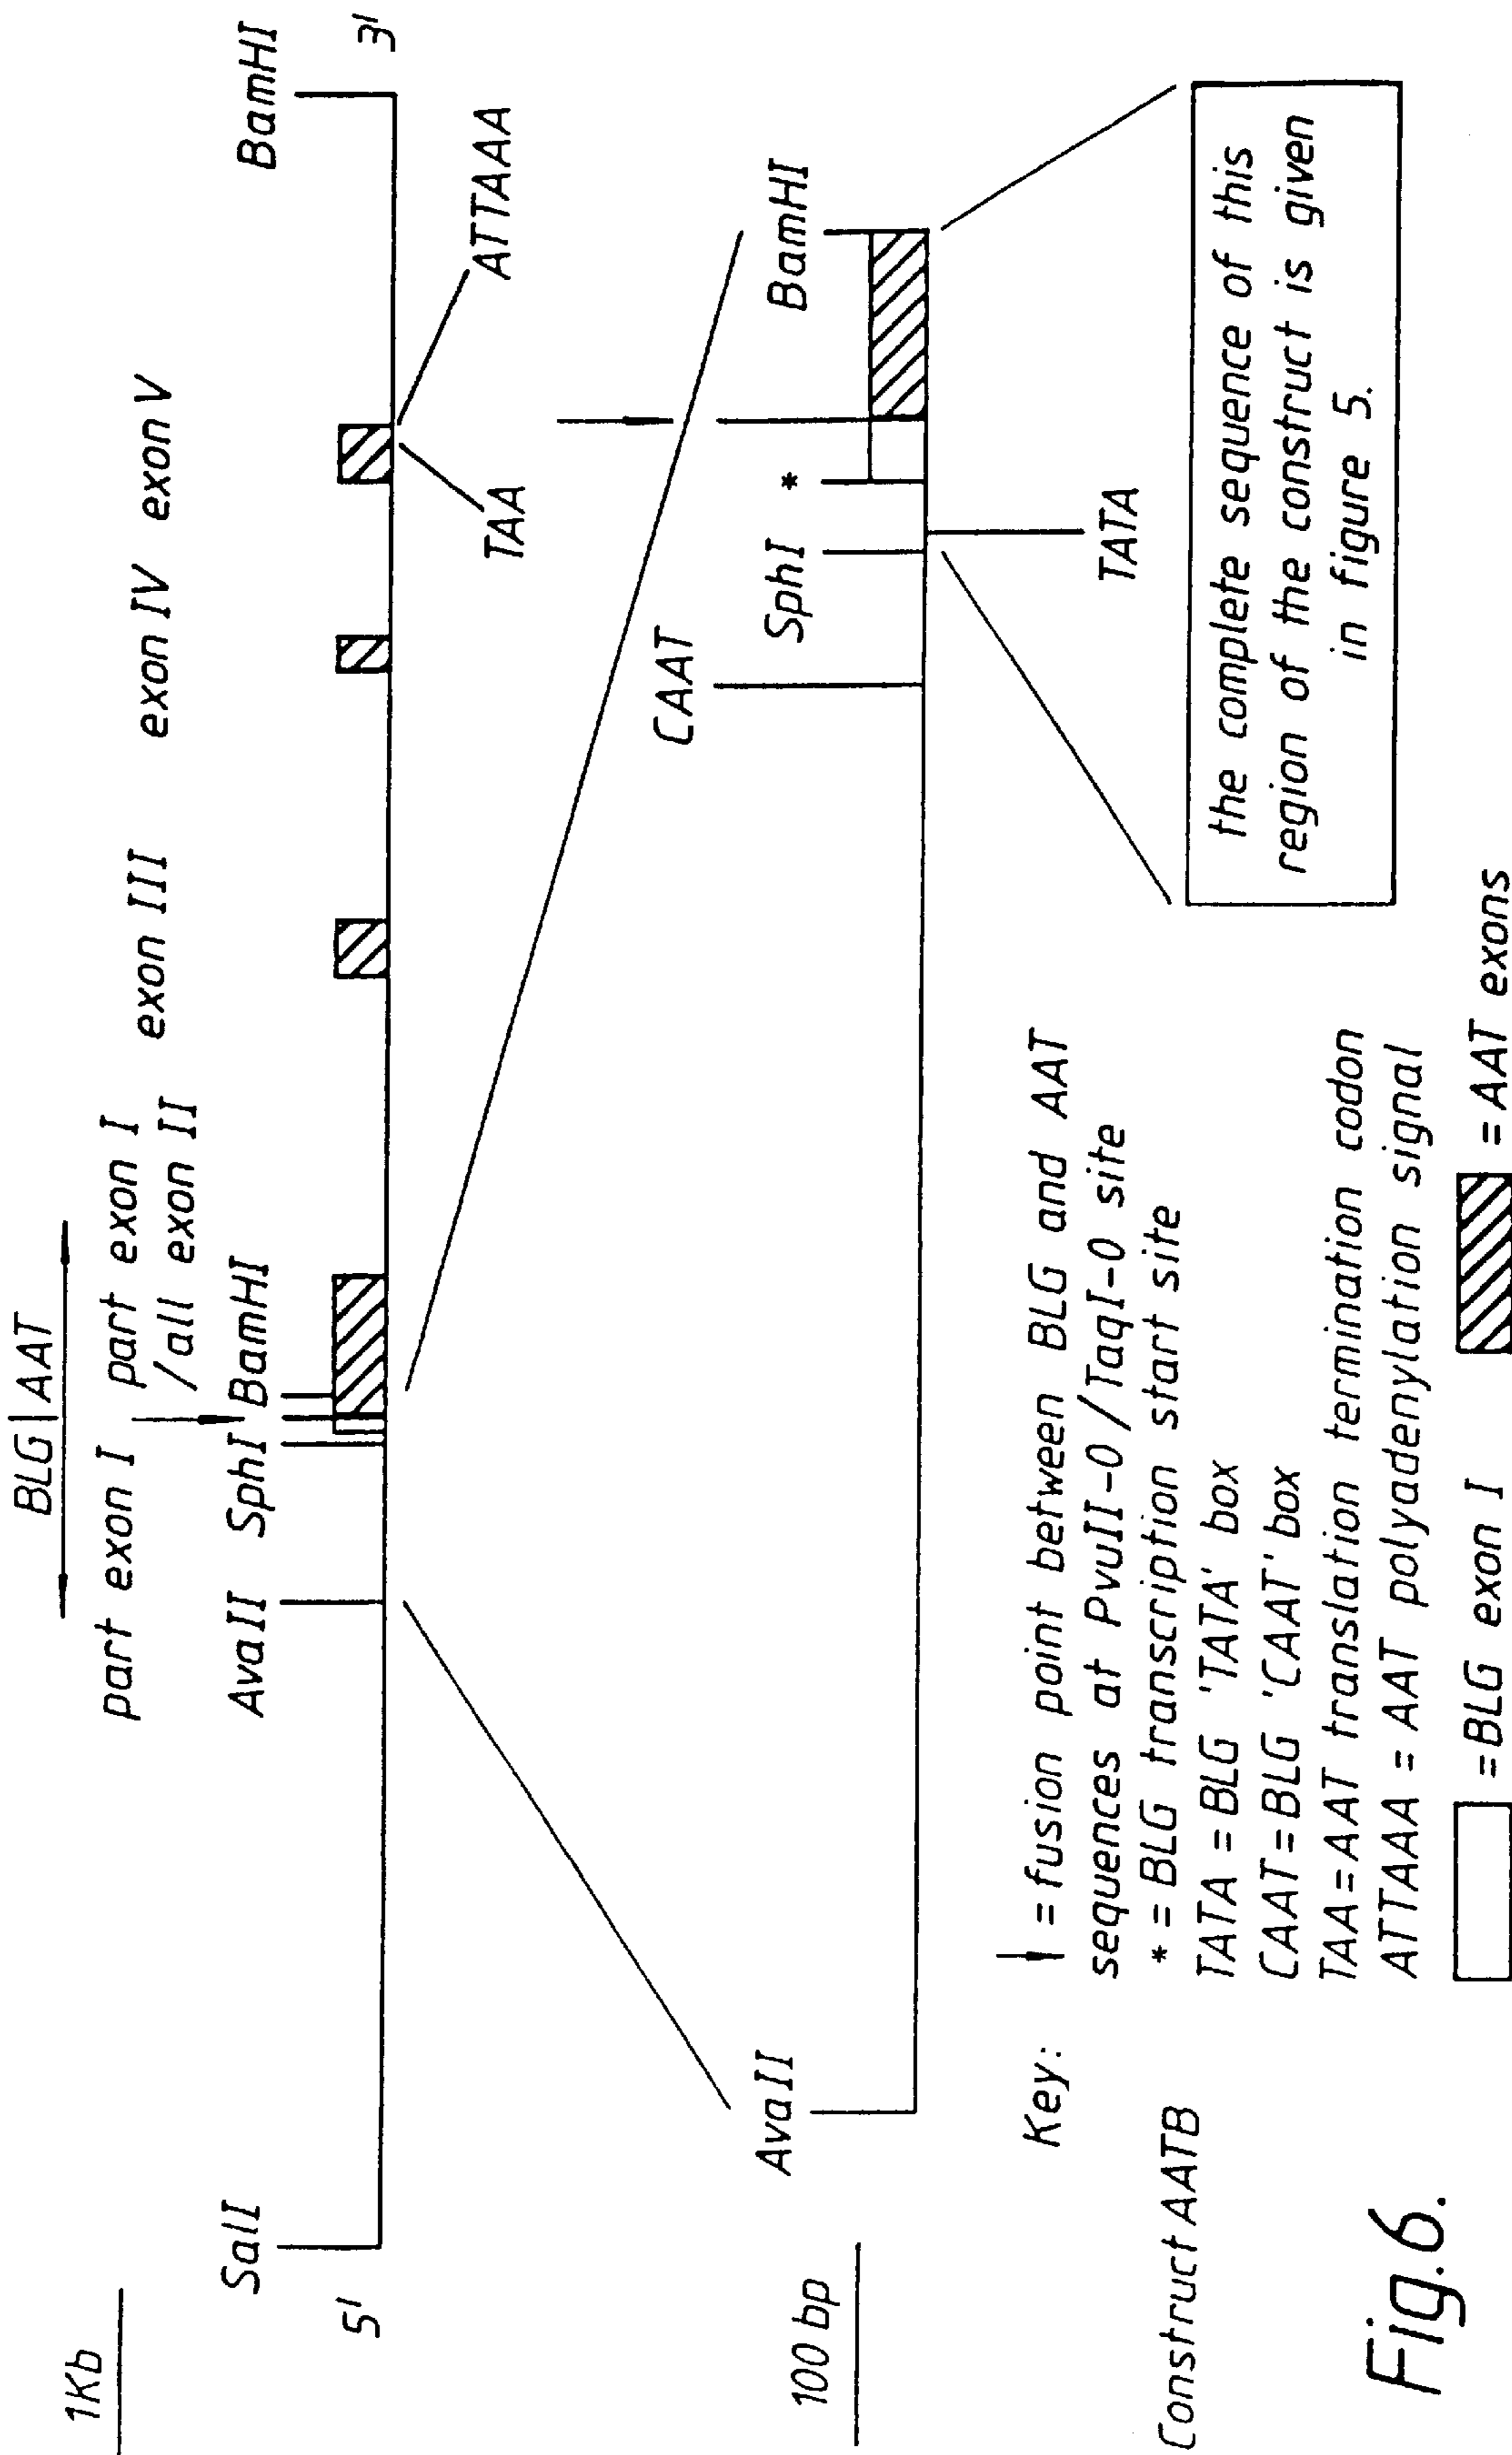 1Kb
BLG | AAT
part exon I part exon I exon III exon IV exon V
/all exon II
SalI AvaII SphI BamHI BamHI
5' 3'
TAA ATTAAA
100 bp
AvaII CAAT SphI * BamHI
TATA
the complete sequence of this
region of the construct is given
in figure 5.
Construct AATB
Key: = fusion point between BLG and AAT
sequences at PvuII-0/TaqI-0 site
* = BLG transcription start site
TATA = BLG 'TATA' box
CAAT = BLG 'CAAT' box
TAA = AAT translation termination codon
ATTAAA = AAT polyadenylation signal
= BLG exon I = AAT exons
Fig.6.